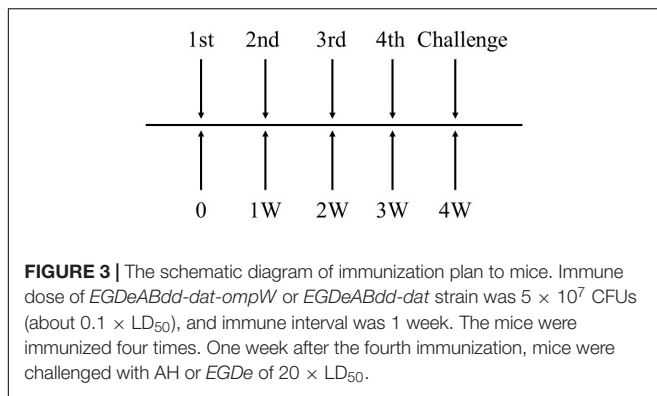 1st 2nd 3rd 4th Challenge
0 1W 2W 3W 4W
FIGURE 3 | The schematic diagram of immunization plan to mice. Immune
dose of EGDeABdd-dat-ompW or EGDeABdd-dat strain was 5 × 10⁷ CFUs
(about 0.1 × LD₅₀), and immune interval was 1 week. The mice were
immunized four times. One week after the fourth immunization, mice were
challenged with AH or EGDe of 20 × LD₅₀.